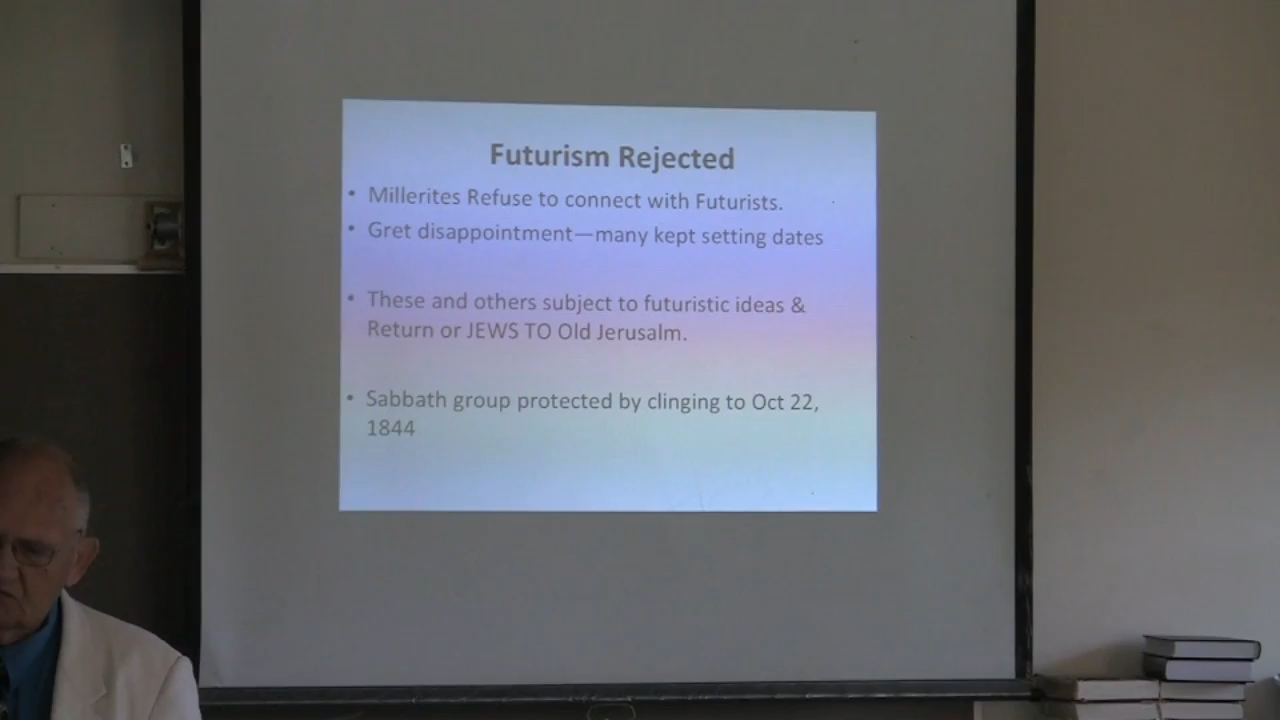 Futurism Rejected
• Millerites Refuse to connect with Futurists.
• Gret disappointment—many kept setting dates
• These and others subject to futuristic ideas &
Return or JEWS TO Old Jerusalm.
• Sabbath group protected by clinging to Oct 22,
1844